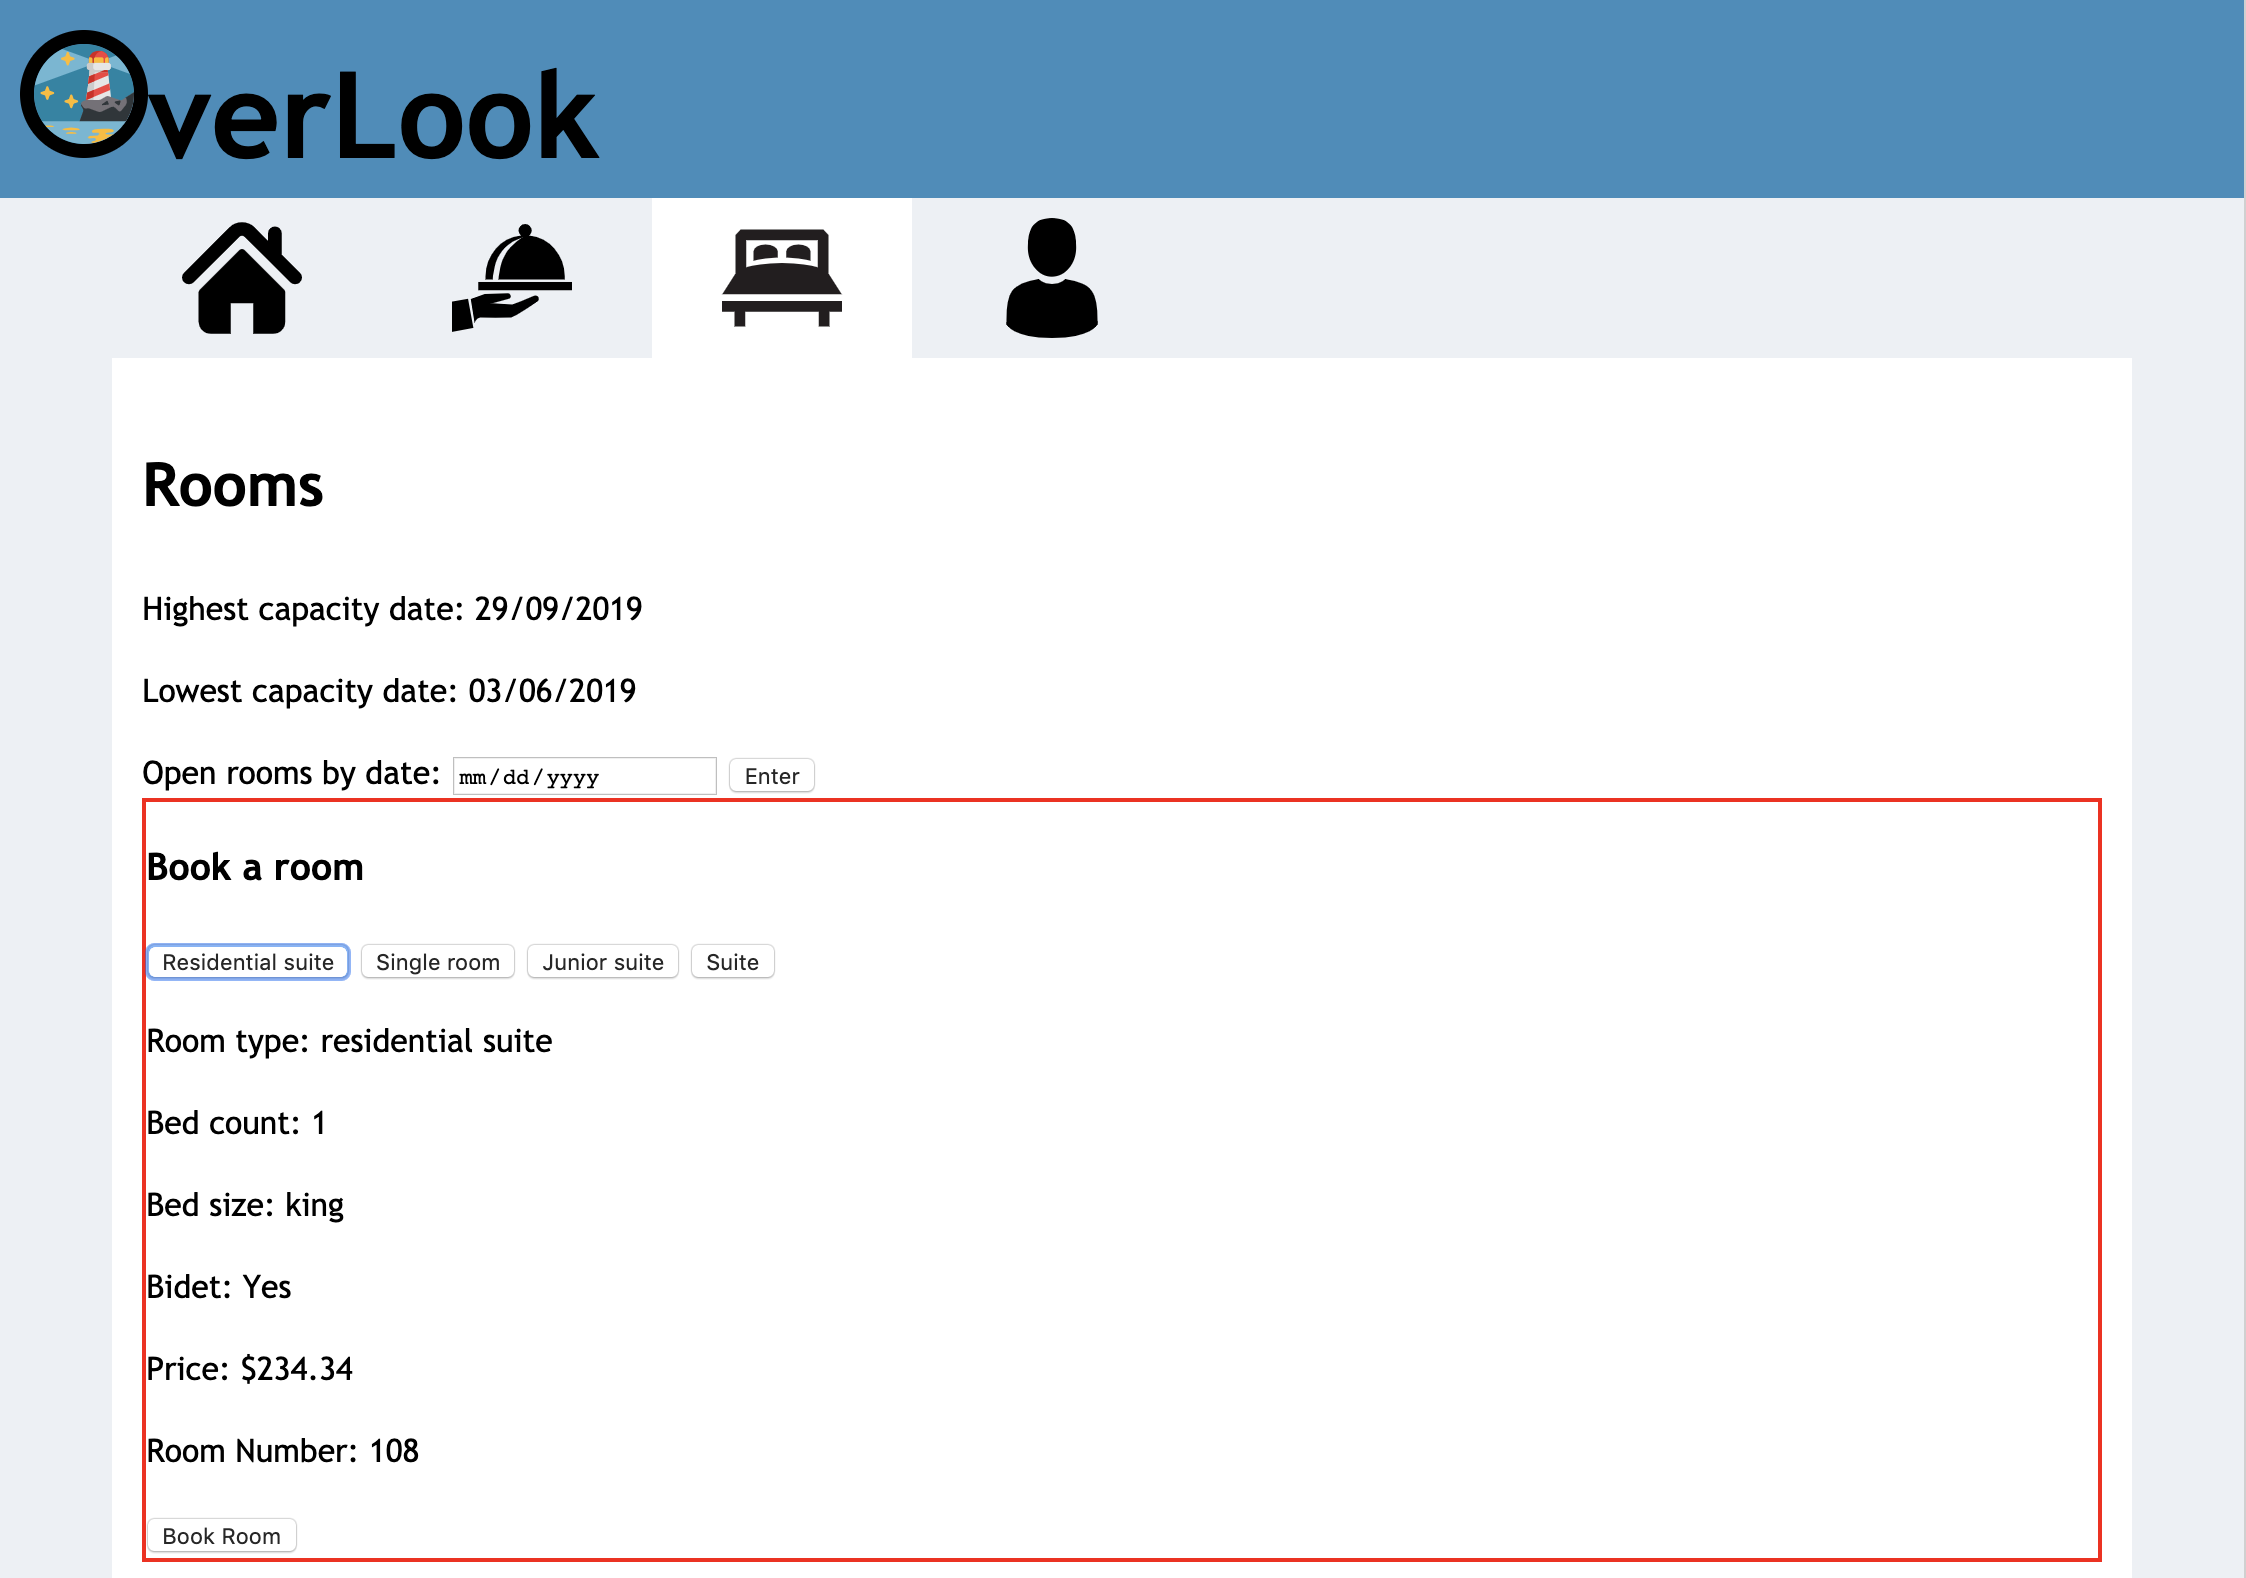 OverLook
Rooms
Highest capacity date: 29/09/2019
Lowest capacity date: 03/06/2019
Open rooms by date: mm/dd/yyyy Enter
Book a room
Residential suite Single room Junior suite Suite
Room type: residential suite
Bed count: 1
Bed size: king
Bidet: Yes
Price: $234.34
Room Number: 108
Book Room